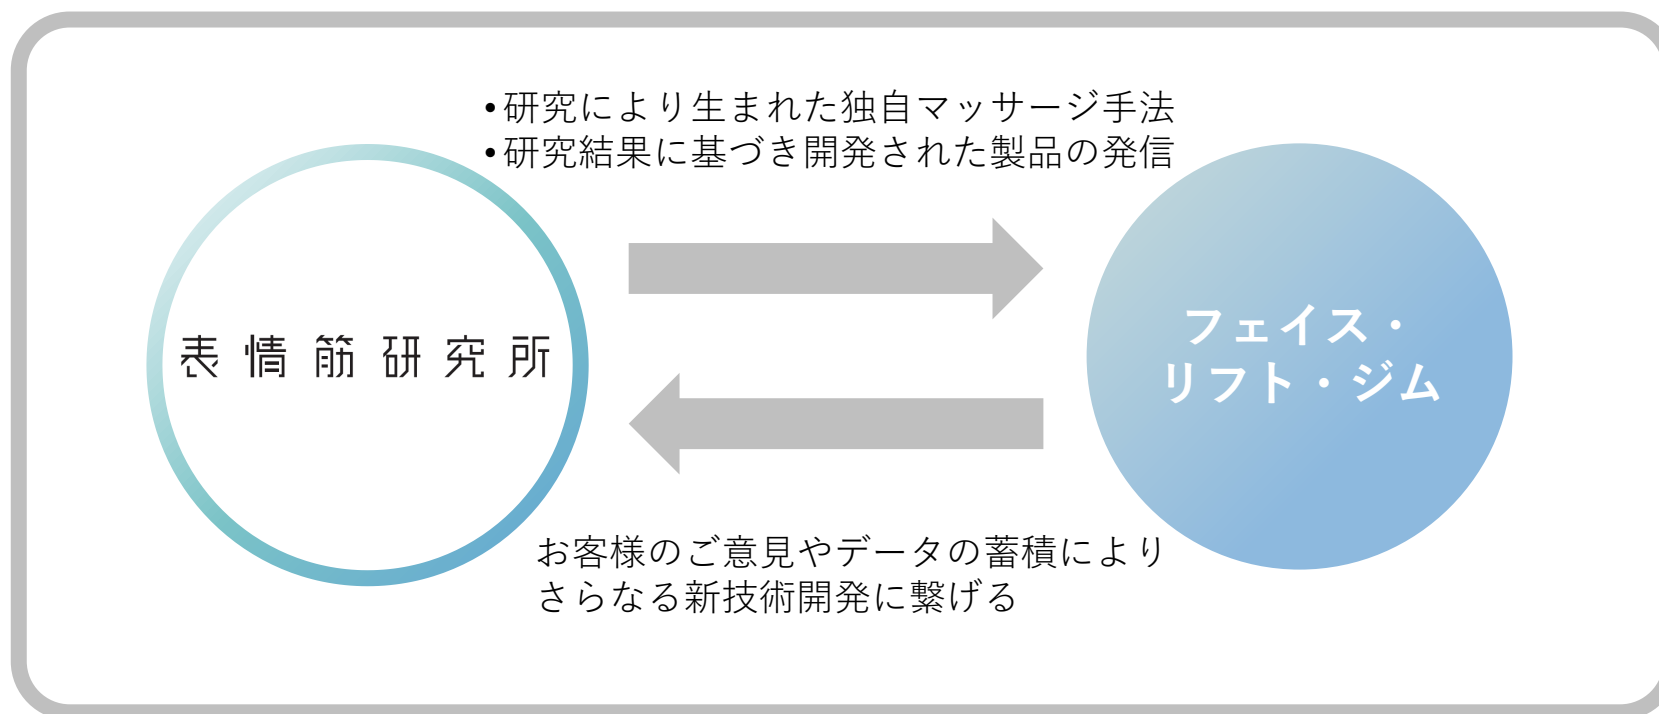 •研究により生まれた独自マッサージ手法
•研究結果に基づき開発された製品の発信
表情筋研究所
フェイス・
リフト・ジム
お客様のご意見やデータの蓄積により
さらなる新技術開発に繋げる